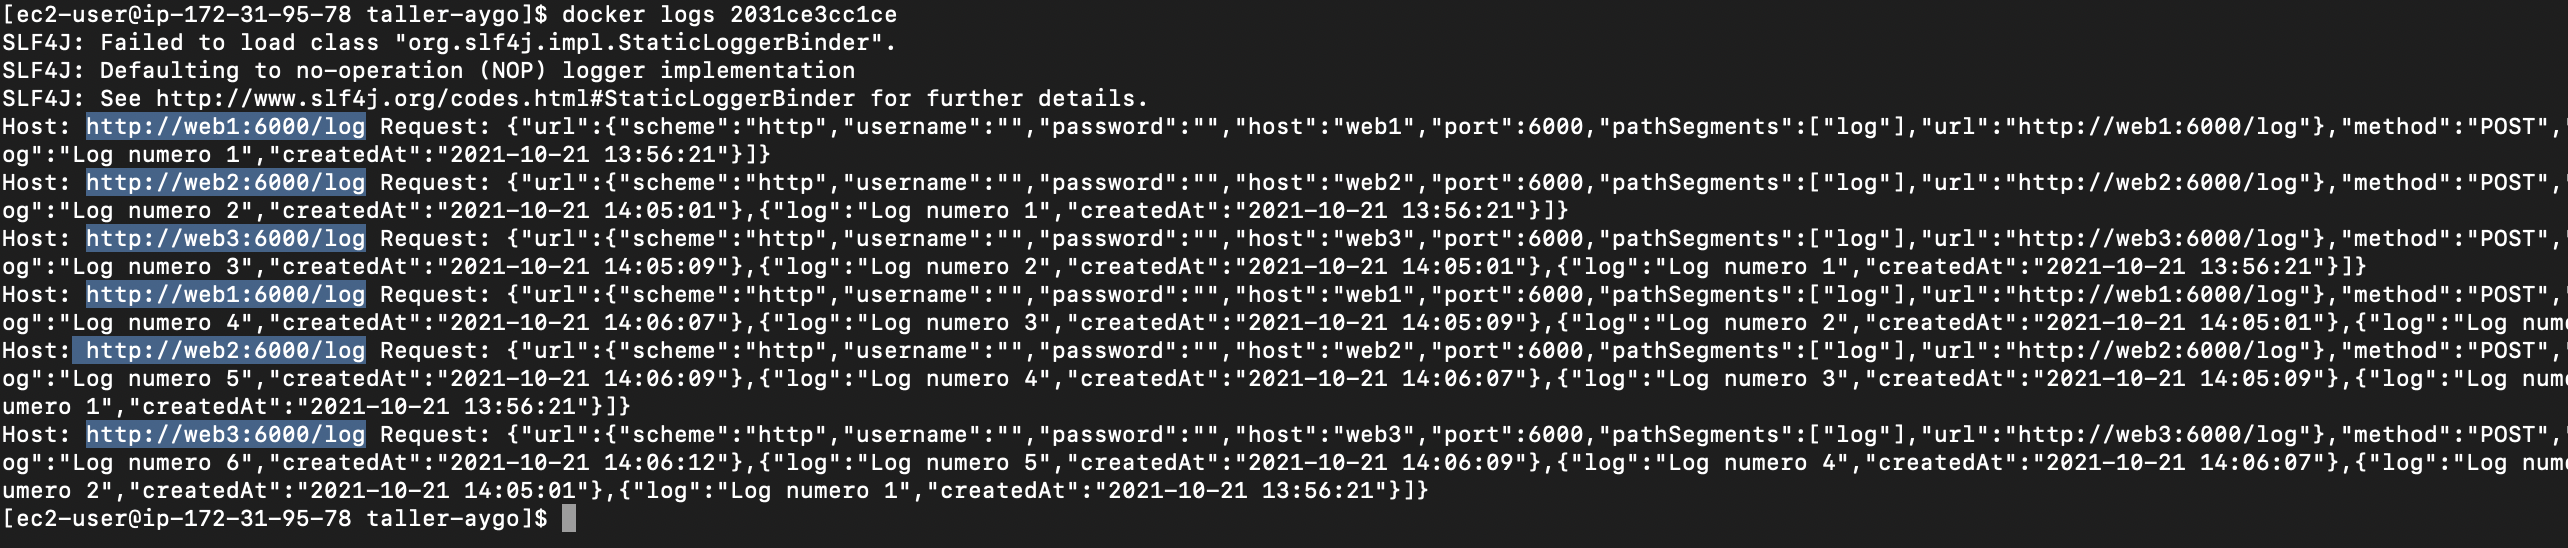 [ec2-user@ip-172-31-95-78 taller-aygo]$ docker logs 2031ce3cc1ce
SLF4J: Failed to load class "org.slf4j.impl.StaticLoggerBinder".
SLF4J: Defaulting to no-operation (NOP) logger implementation
SLF4J: See http://www.slf4j.org/codes.html#StaticLoggerBinder for further details.
Host: http://web1:6000/log Request: {"url":{"scheme":"http","username":"","password":"","host":"web1","port":6000,"pathSegments":["log"],"url":"http://web1:6000/log"},"method":"POST","
og":"Log numero 1","createdAt":"2021-10-21 13:56:21"}]}
Host: http://web2:6000/log Request: {"url":{"scheme":"http","username":"","password":"","host":"web2","port":6000,"pathSegments":["log"],"url":"http://web2:6000/log"},"method":"POST","
og":"Log numero 2","createdAt":"2021-10-21 14:05:01"},{"log":"Log numero 1","createdAt":"2021-10-21 13:56:21"}]}
Host: http://web3:6000/log Request: {"url":{"scheme":"http","username":"","password":"","host":"web3","port":6000,"pathSegments":["log"],"url":"http://web3:6000/log"},"method":"POST","
og":"Log numero 3","createdAt":"2021-10-21 14:05:09"},{"log":"Log numero 2","createdAt":"2021-10-21 14:05:01"},{"log":"Log numero 1","createdAt":"2021-10-21 13:56:21"}]}
Host: http://web1:6000/log Request: {"url":{"scheme":"http","username":"","password":"","host":"web1","port":6000,"pathSegments":["log"],"url":"http://web1:6000/log"},"method":"POST","
og":"Log numero 4","createdAt":"2021-10-21 14:06:07"},{"log":"Log numero 3","createdAt":"2021-10-21 14:05:09"},{"log":"Log numero 2","createdAt":"2021-10-21 14:05:01"},{"log":"Log num
Host: http://web2:6000/log Request: {"url":{"scheme":"http","username":"","password":"","host":"web2","port":6000,"pathSegments":["log"],"url":"http://web2:6000/log"},"method":"POST","
og":"Log numero 5","createdAt":"2021-10-21 14:06:09"},{"log":"Log numero 4","createdAt":"2021-10-21 14:06:07"},{"log":"Log numero 3","createdAt":"2021-10-21 14:05:09"},{"log":"Log num
umero 1","createdAt":"2021-10-21 13:56:21"}]}
Host: http://web3:6000/log Request: {"url":{"scheme":"http","username":"","password":"","host":"web3","port":6000,"pathSegments":["log"],"url":"http://web3:6000/log"},"method":"POST","
og":"Log numero 6","createdAt":"2021-10-21 14:06:12"},{"log":"Log numero 5","createdAt":"2021-10-21 14:06:09"},{"log":"Log numero 4","createdAt":"2021-10-21 14:06:07"},{"log":"Log num
umero 2","createdAt":"2021-10-21 14:05:01"},{"log":"Log numero 1","createdAt":"2021-10-21 13:56:21"}]}
[ec2-user@ip-172-31-95-78 taller-aygo]$